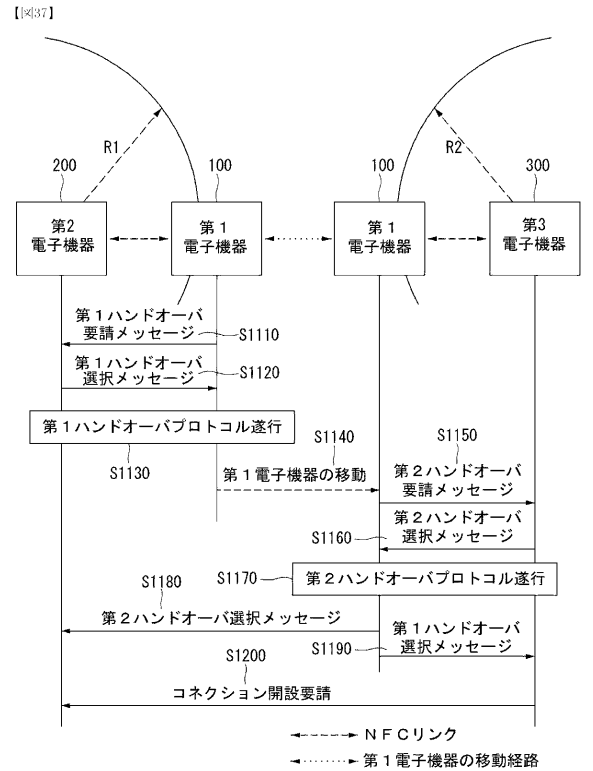 【図37】
R1
R2
200
100
100
300
第2
電子機器
第1
電子機器
第1
電子機器
第3
電子機器
第1ハンドオーバ
要請メッセージ
S1110
第1ハンドオーバ
選択メッセージ
S1120
第1ハンドオーバプロトコル遂行
S1130
S1140
第1電子機器の移動
S1150
第2ハンドオーバ
要請メッセージ
第2ハンドオーバ
選択メッセージ
S1160
S1170
第2ハンドオーバプロトコル遂行
S1180
第2ハンドオーバ選択メッセージ
第1ハンドオーバ
選択メッセージ
S1190
S1200
コネクション開設要請
NFCリンク
第1電子機器の移動経路